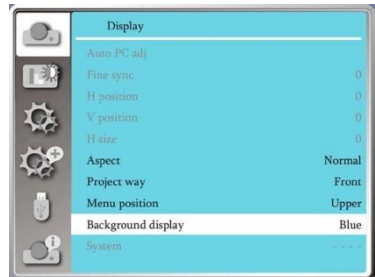 Display
Auto PC adj
Fine sync 0
H position 0
V position 0
H size 0
Aspect Normal
Project way Front
Menu position Upper
Background display Blue
System - - - -